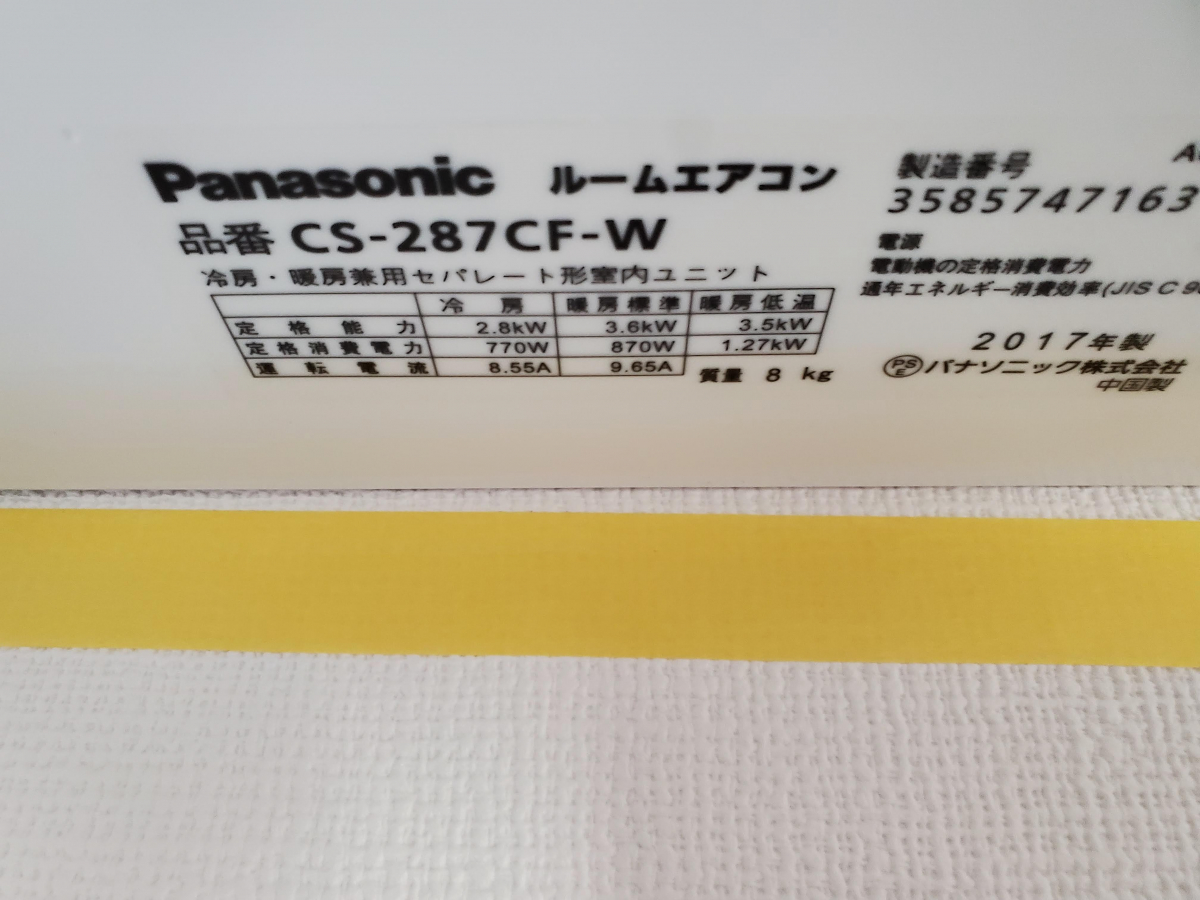 Panasonic ルームエアコン
品番 CS-287CF-W
冷房・暖房兼用セパレート形室内ユニット
冷房 暖房標準 暖房低温
定格能力 2.8kW 3.6kW 3.5kW
定格消費電力 770W 870W 1.27kW
運転電流 8.55A 9.65A
質量 8 kg
製造番号
3585747163
電源
電動機の定格消費電力
通年エネルギー消費効率(JIS C
2017年製
PSE パナソニック株式会社
中国製